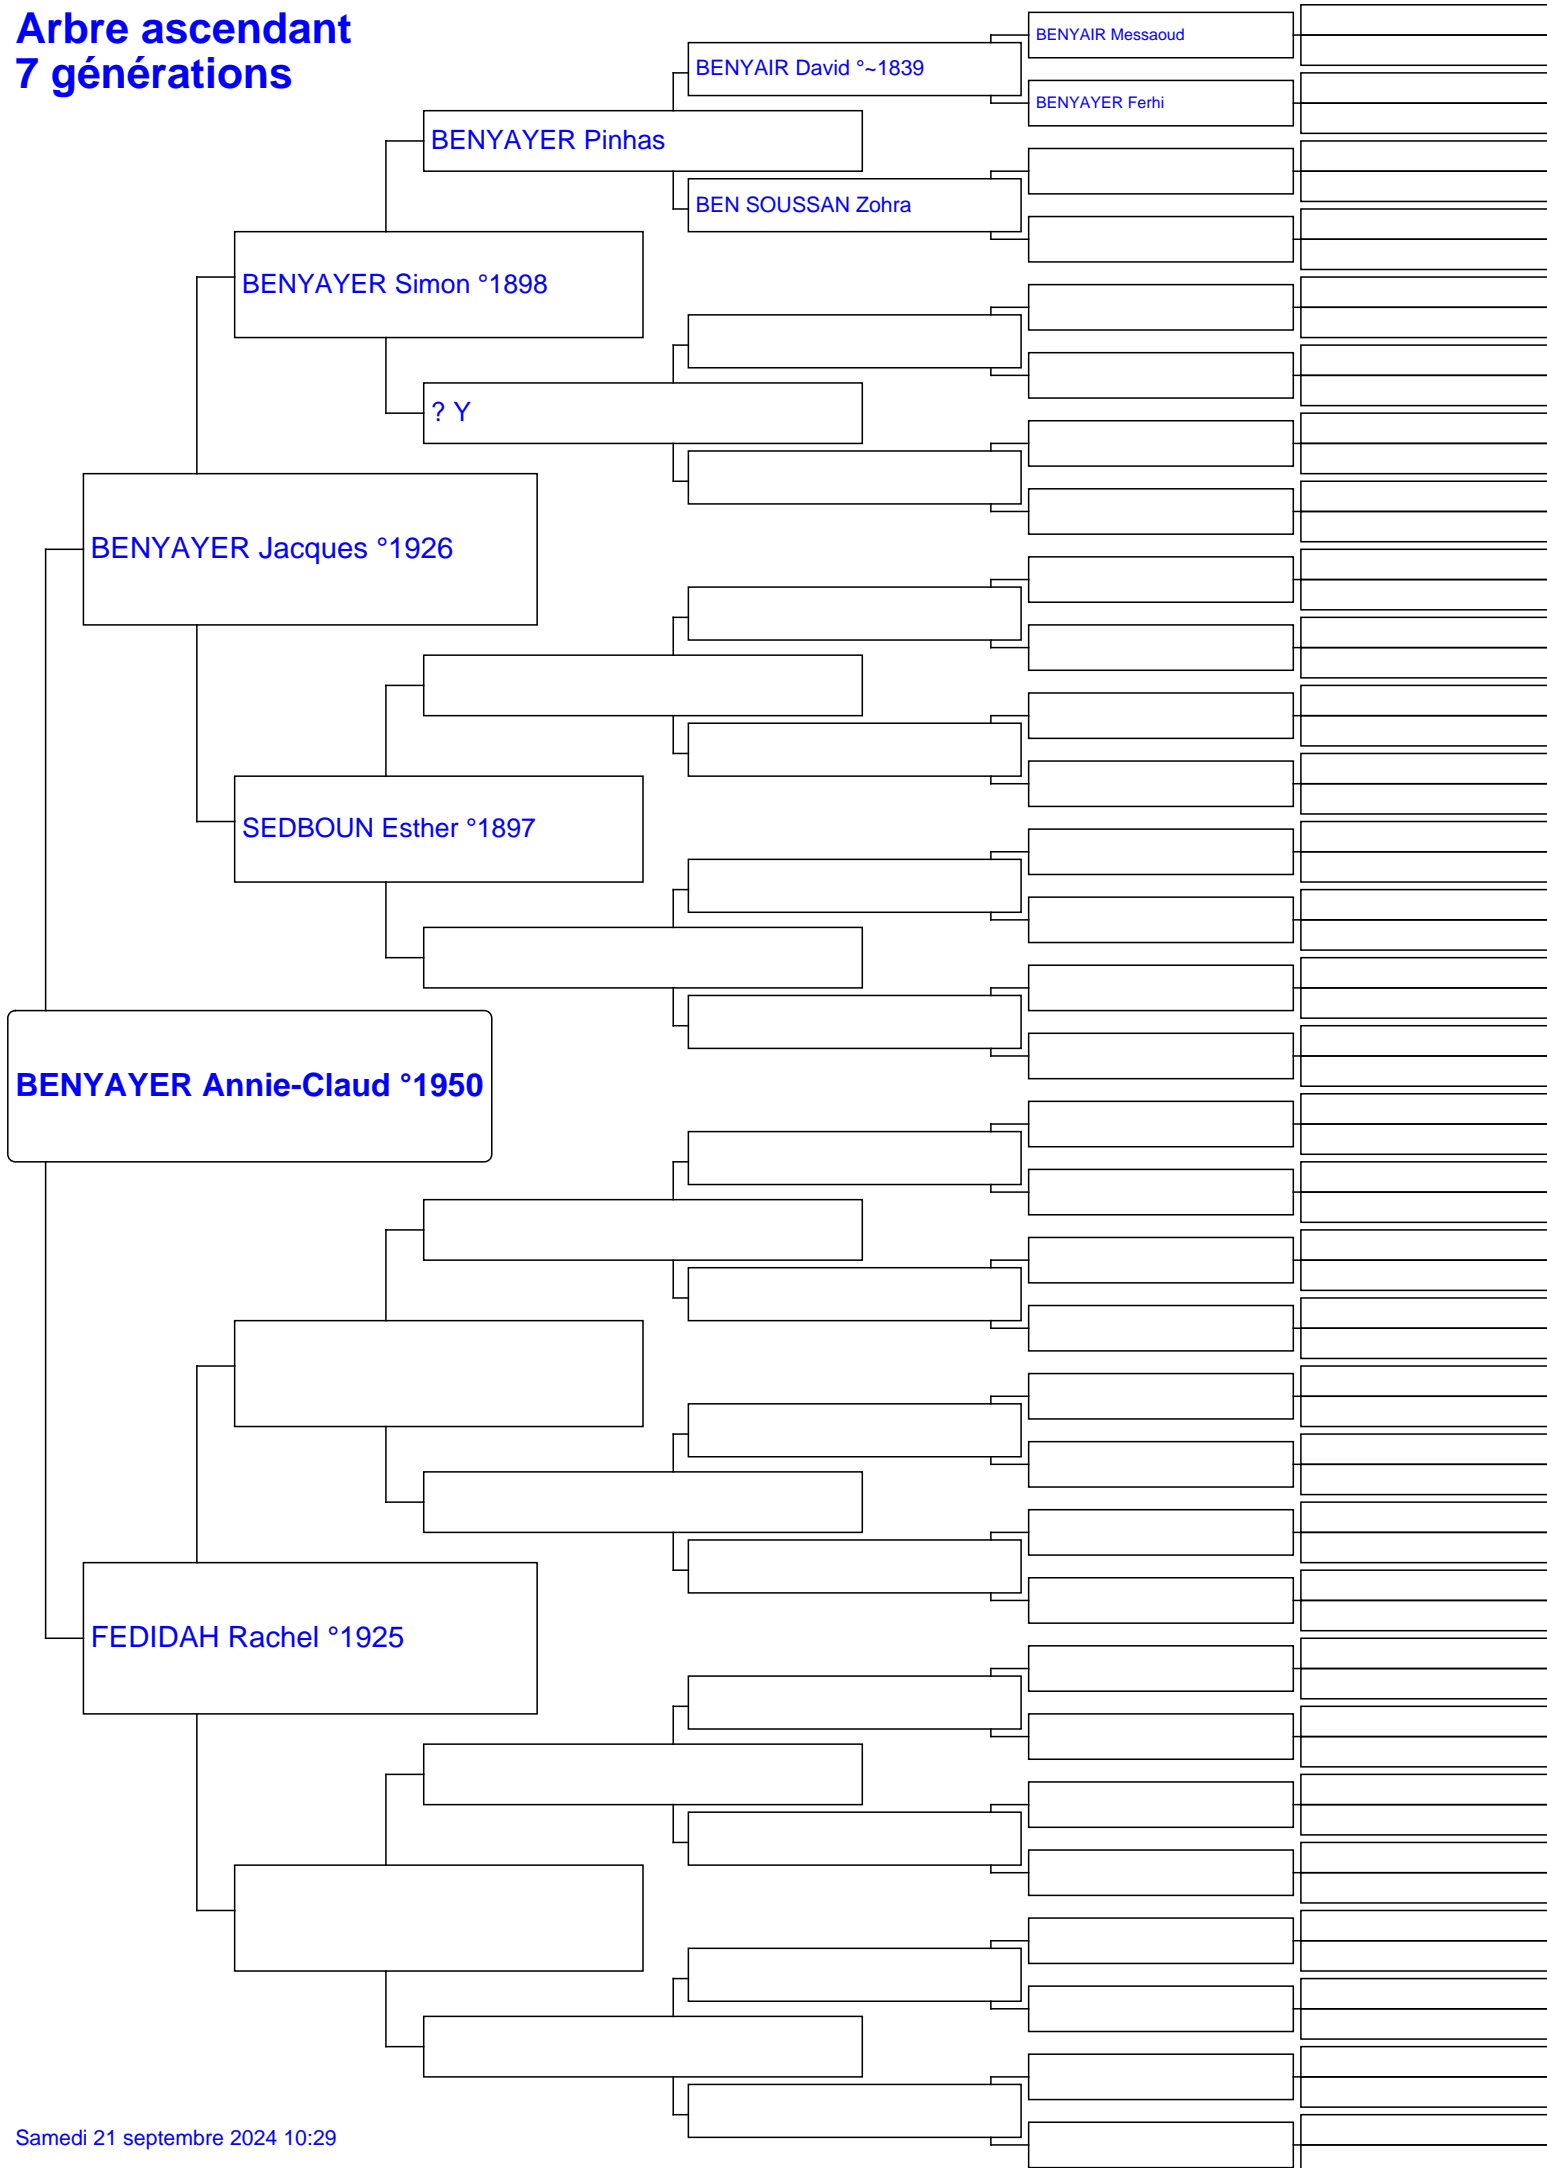 Arbre ascendant
7 générations
BENYAIR Messaoud
BENYAIR David °~1839
BENYAYER Ferhi
BENYAYER Pinhas
BEN SOUSSAN Zohra
BENYAYER Simon °1898
? Y
BENYAYER Jacques °1926
SEDBOUN Esther °1897
BENYAYER Annie-Claud °1950
FEDIDAH Rachel °1925
Samedi 21 septembre 2024 10:29